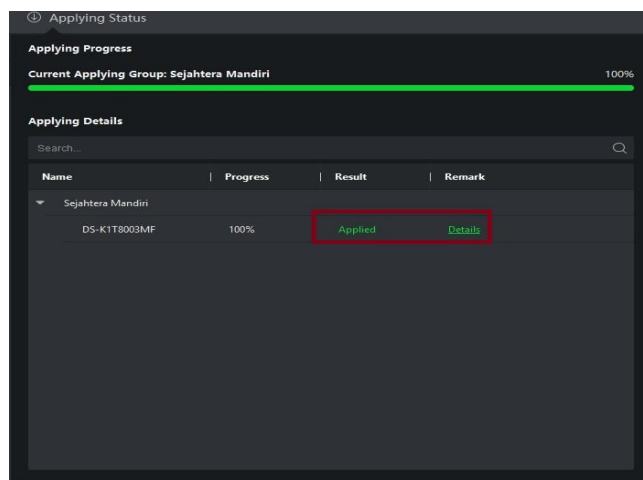 Applying Status
Applying Progress
Current Applying Group: Sejahtera Mandiri 100%
Applying Details
Search...
Name | Progress | Result | Remark
Sejahtera Mandiri
DS-K1T8003MF 100% Applied Details